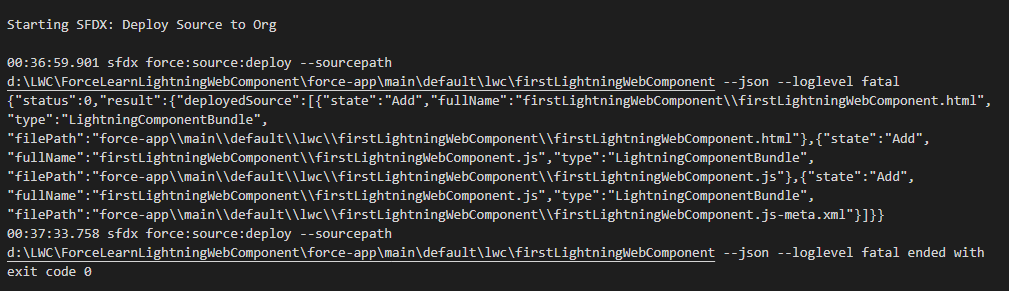 Starting SFDX: Deploy Source to Org
00:36:59.901 sfdx force:source:deploy --sourcepath
d:\LWC\ForceLearnLightningWebComponent\force-app\main\default\lwc\firstLightningWebComponent --json --loglevel fatal
{"status":0,"result":{"deployedSource":[{"state":"Add","fullName":"firstLightningWebComponent\\firstLightningWebComponent.html",
"type":"LightningComponentBundle",
"filePath":"force-app\\main\\default\\lwc\\firstLightningWebComponent\\firstLightningWebComponent.html"},{"state":"Add",
"fullName":"firstLightningWebComponent\\firstLightningWebComponent.js","type":"LightningComponentBundle",
"filePath":"force-app\\main\\default\\lwc\\firstLightningWebComponent\\firstLightningWebComponent.js"},{"state":"Add",
"fullName":"firstLightningWebComponent\\firstLightningWebComponent.js","type":"LightningComponentBundle",
"filePath":"force-app\\main\\default\\lwc\\firstLightningWebComponent\\firstLightningWebComponent.js-meta.xml"}]}}
00:37:33.758 sfdx force:source:deploy --sourcepath
d:\LWC\ForceLearnLightningWebComponent\force-app\main\default\lwc\firstLightningWebComponent --json --loglevel fatal ended with
exit code 0